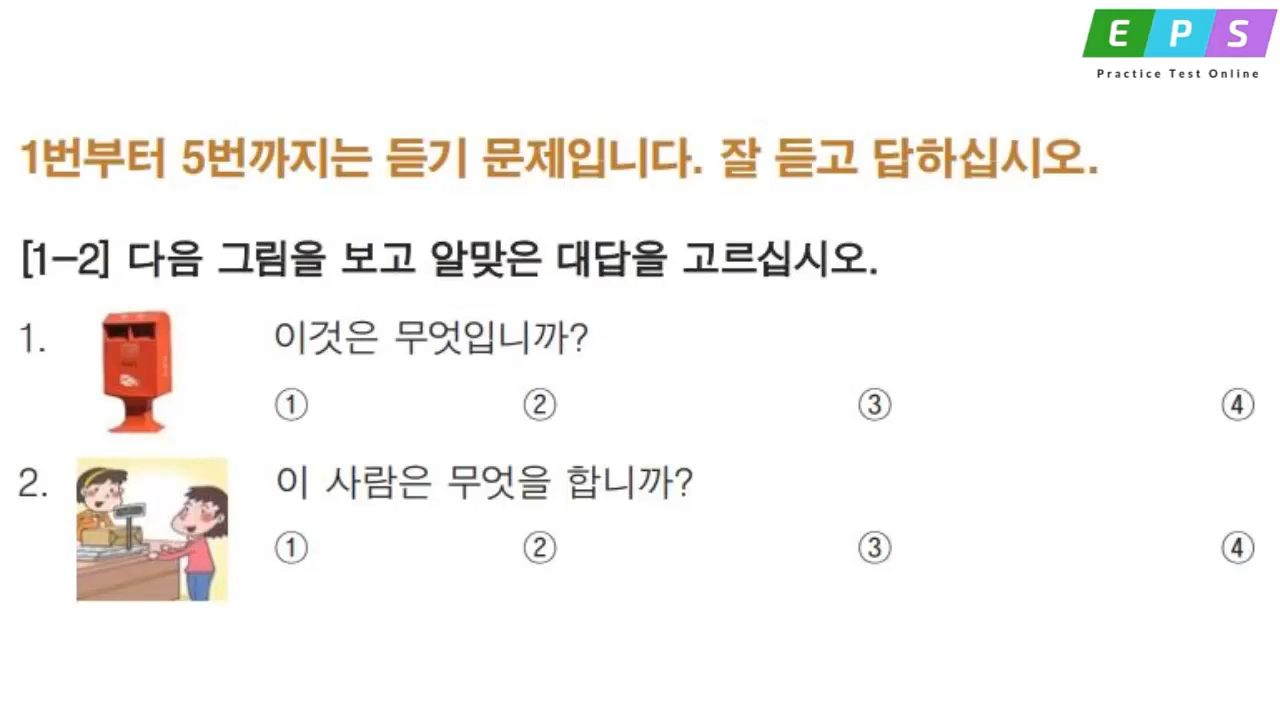 E P S
Practice Test Online
1번부터 5번까지는 듣기 문제입니다. 잘 듣고 답하십시오.
[1-2] 다음 그림을 보고 알맞은 대답을 고르십시오.
1. 이것은 무엇입니까?
① ② ③ ④
2. 이 사람은 무엇을 합니까?
① ② ③ ④